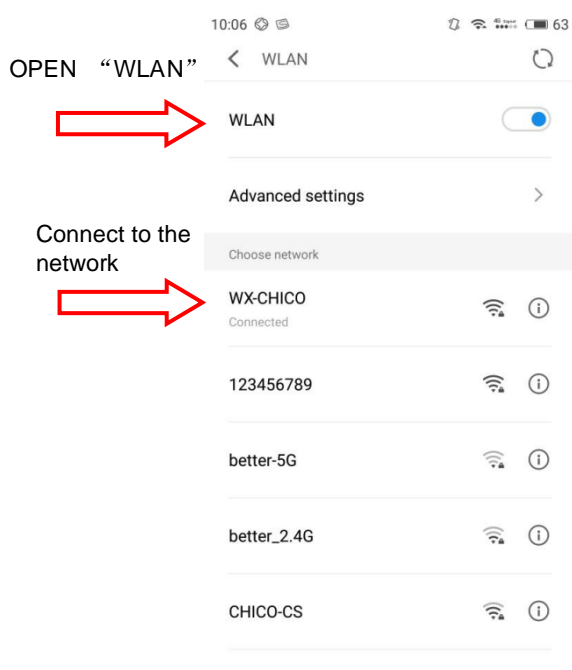 10:06 63
OPEN “WLAN”
WLAN
WLAN
Advanced settings
Connect to the
network
Choose network
WX-CHICO
Connected
123456789
better-5G
better_2.4G
CHICO-CS